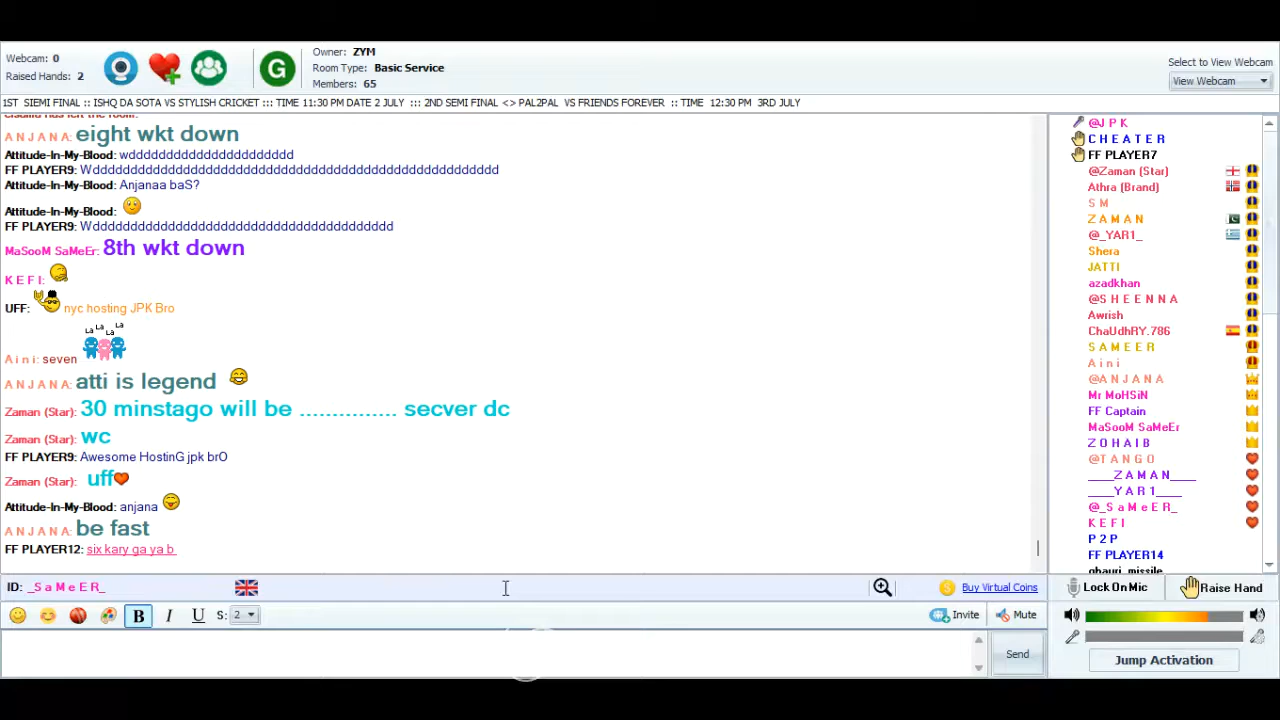 Webcam: 0
Raised Hands: 2
G
Owner: ZYM
Room Type: Basic Service
Members: 65
Select to View Webcam
View Webcam
1ST SIEMI FINAL :: ISHQ DA SOTA VS STYLISH CRICKET ::: TIME 11:30 PM DATE 2 JULY ::: 2ND SEMI FINAL <> PAL2PAL VS FRIENDS FOREVER :: TIME 12:30 PM 3RD JULY
A N J A N A: eight wkt down
Attitude-In-My-Blood: wddddddddddddddddddddddd
FF PLAYER9: Wddddddddddddddddddddddddddddddddddddddddddddddddddddddddd
Attitude-In-My-Blood: Anjanaa baS?
Attitude-In-My-Blood:
FF PLAYER9: Wdddddddddddddddddddddddddddddddddddddddddd
MaSooM SaMeEr: 8th wkt down
K E F I:
UFF: nyc hosting JPK Bro
La La La La
A i n i: seven
A N J A N A: atti is legend
Zaman (Star): 30 minstago will be ............... secver dc
Zaman (Star): wc
FF PLAYER9: Awesome HostinG jpk brO
Zaman (Star): uff
Attitude-In-My-Blood: anjana
A N J A N A: be fast
FF PLAYER12: six kary ga ya b
@J P K
C H E A T E R
FF PLAYER7
@Zaman (Star)
Athra (Brand)
S M
Z A M A N
@_YAR1_
Shera
JATTI
azadkhan
@S H E E N N A
Awrish
ChaUdhRY.786
S A M E E R
A i n i
@A N J A N A
Mr MoHSiN
FF Captain
MaSooM SaMeEr
Z O H A I B
@T A N G O
____Z A M A N____
____Y A R 1____
@_S a M e E R_
K E F I
P 2 P
FF PLAYER14
ghauri_missile
ID: _S a M e E R_
Buy Virtual Coins
Lock On Mic
Raise Hand
B I U S: 2
Invite
Mute
Send
Jump Activation